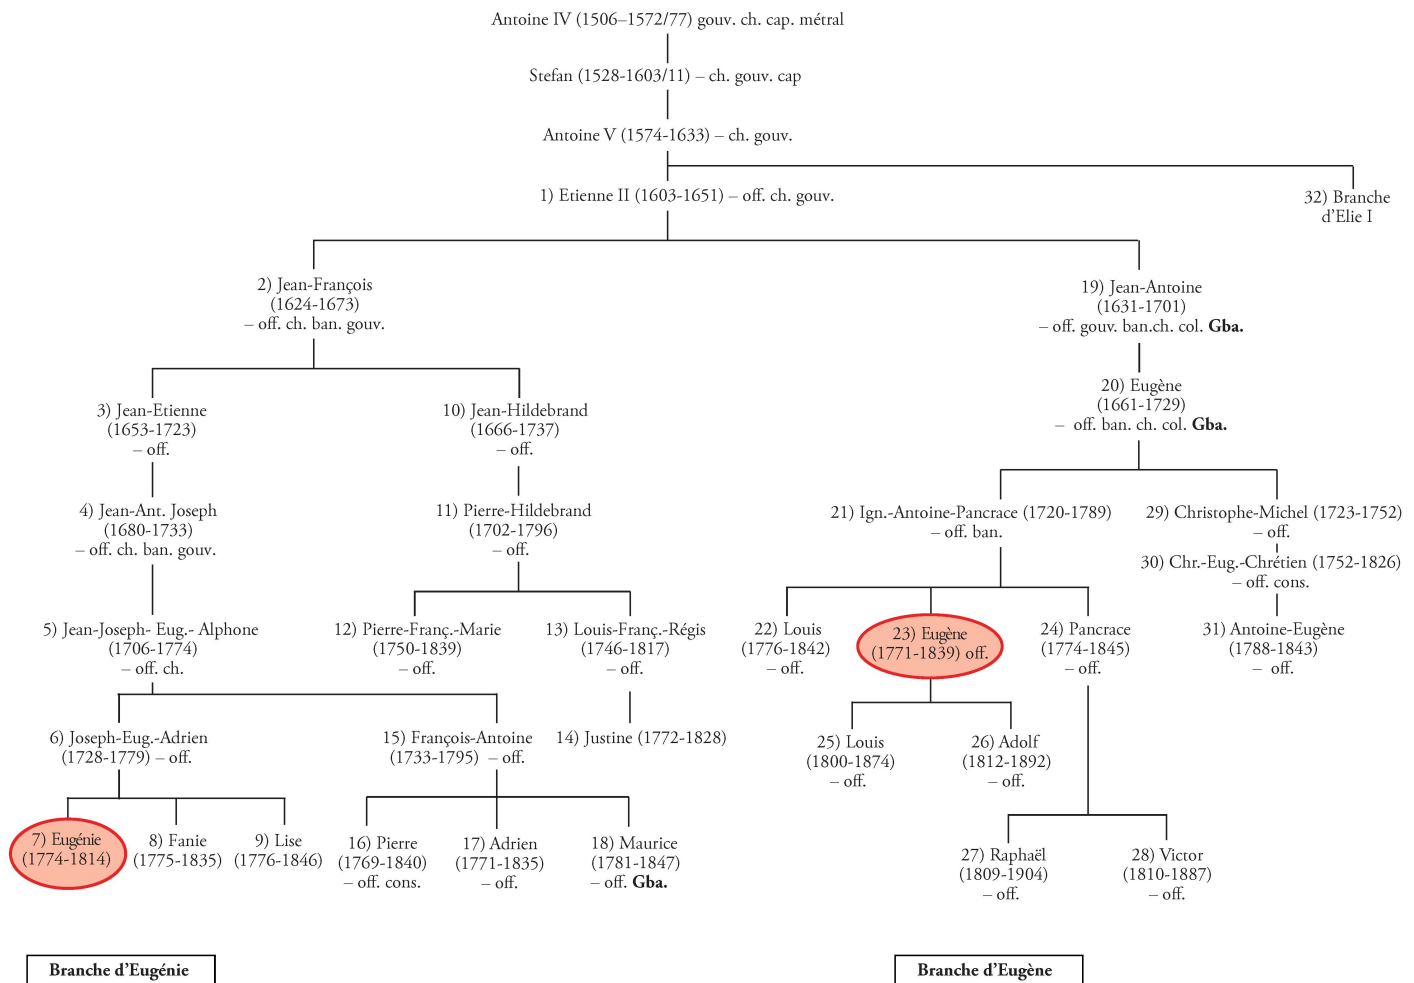 Antoine IV (1506–1572/77) gouv. ch. cap. métral
Stefan (1528-1603/11) – ch. gouv. cap
Antoine V (1574-1633) – ch. gouv.
1) Etienne II (1603-1651) – off. ch. gouv.
32) Branche
d'Elie I
2) Jean-François
(1624-1673)
– off. ch. ban. gouv.
19) Jean-Antoine
(1631-1701)
– off. gouv. ban.ch. col. Gba.
20) Eugène
(1661-1729)
– off. ban. ch. col. Gba.
3) Jean-Etienne
(1653-1723)
– off.
10) Jean-Hildebrand
(1666-1737)
– off.
4) Jean-Ant. Joseph
(1680-1733)
– off. ch. ban. gouv.
11) Pierre-Hildebrand
(1702-1796)
– off.
21) Ign.-Antoine-Pancrace (1720-1789)
– off. ban.
29) Christophe-Michel (1723-1752)
– off.
30) Chr.-Eug.-Chrétien (1752-1826)
– off. cons.
5) Jean-Joseph- Eug.- Alphone
(1706-1774)
– off. ch.
12) Pierre-Franç.-Marie
(1750-1839)
– off.
13) Louis-Franç.-Régis
(1746-1817)
– off.
22) Louis
(1776-1842)
– off.
23) Eugène
(1771-1839) off.
24) Pancrace
(1774-1845)
– off.
31) Antoine-Eugène
(1788-1843)
– off.
6) Joseph-Eug.-Adrien
(1728-1779) – off.
15) François-Antoine
(1733-1795) – off.
14) Justine (1772-1828)
25) Louis
(1800-1874)
– off.
26) Adolf
(1812-1892)
– off.
7) Eugénie
(1774-1814)
8) Fanie
(1775-1835)
9) Lise
(1776-1846)
16) Pierre
(1769-1840)
– off. cons.
17) Adrien
(1771-1835)
– off.
18) Maurice
(1781-1847)
– off. Gba.
27) Raphaël
(1809-1904)
– off.
28) Victor
(1810-1887)
– off.
Branche d'Eugénie
Branche d'Eugène